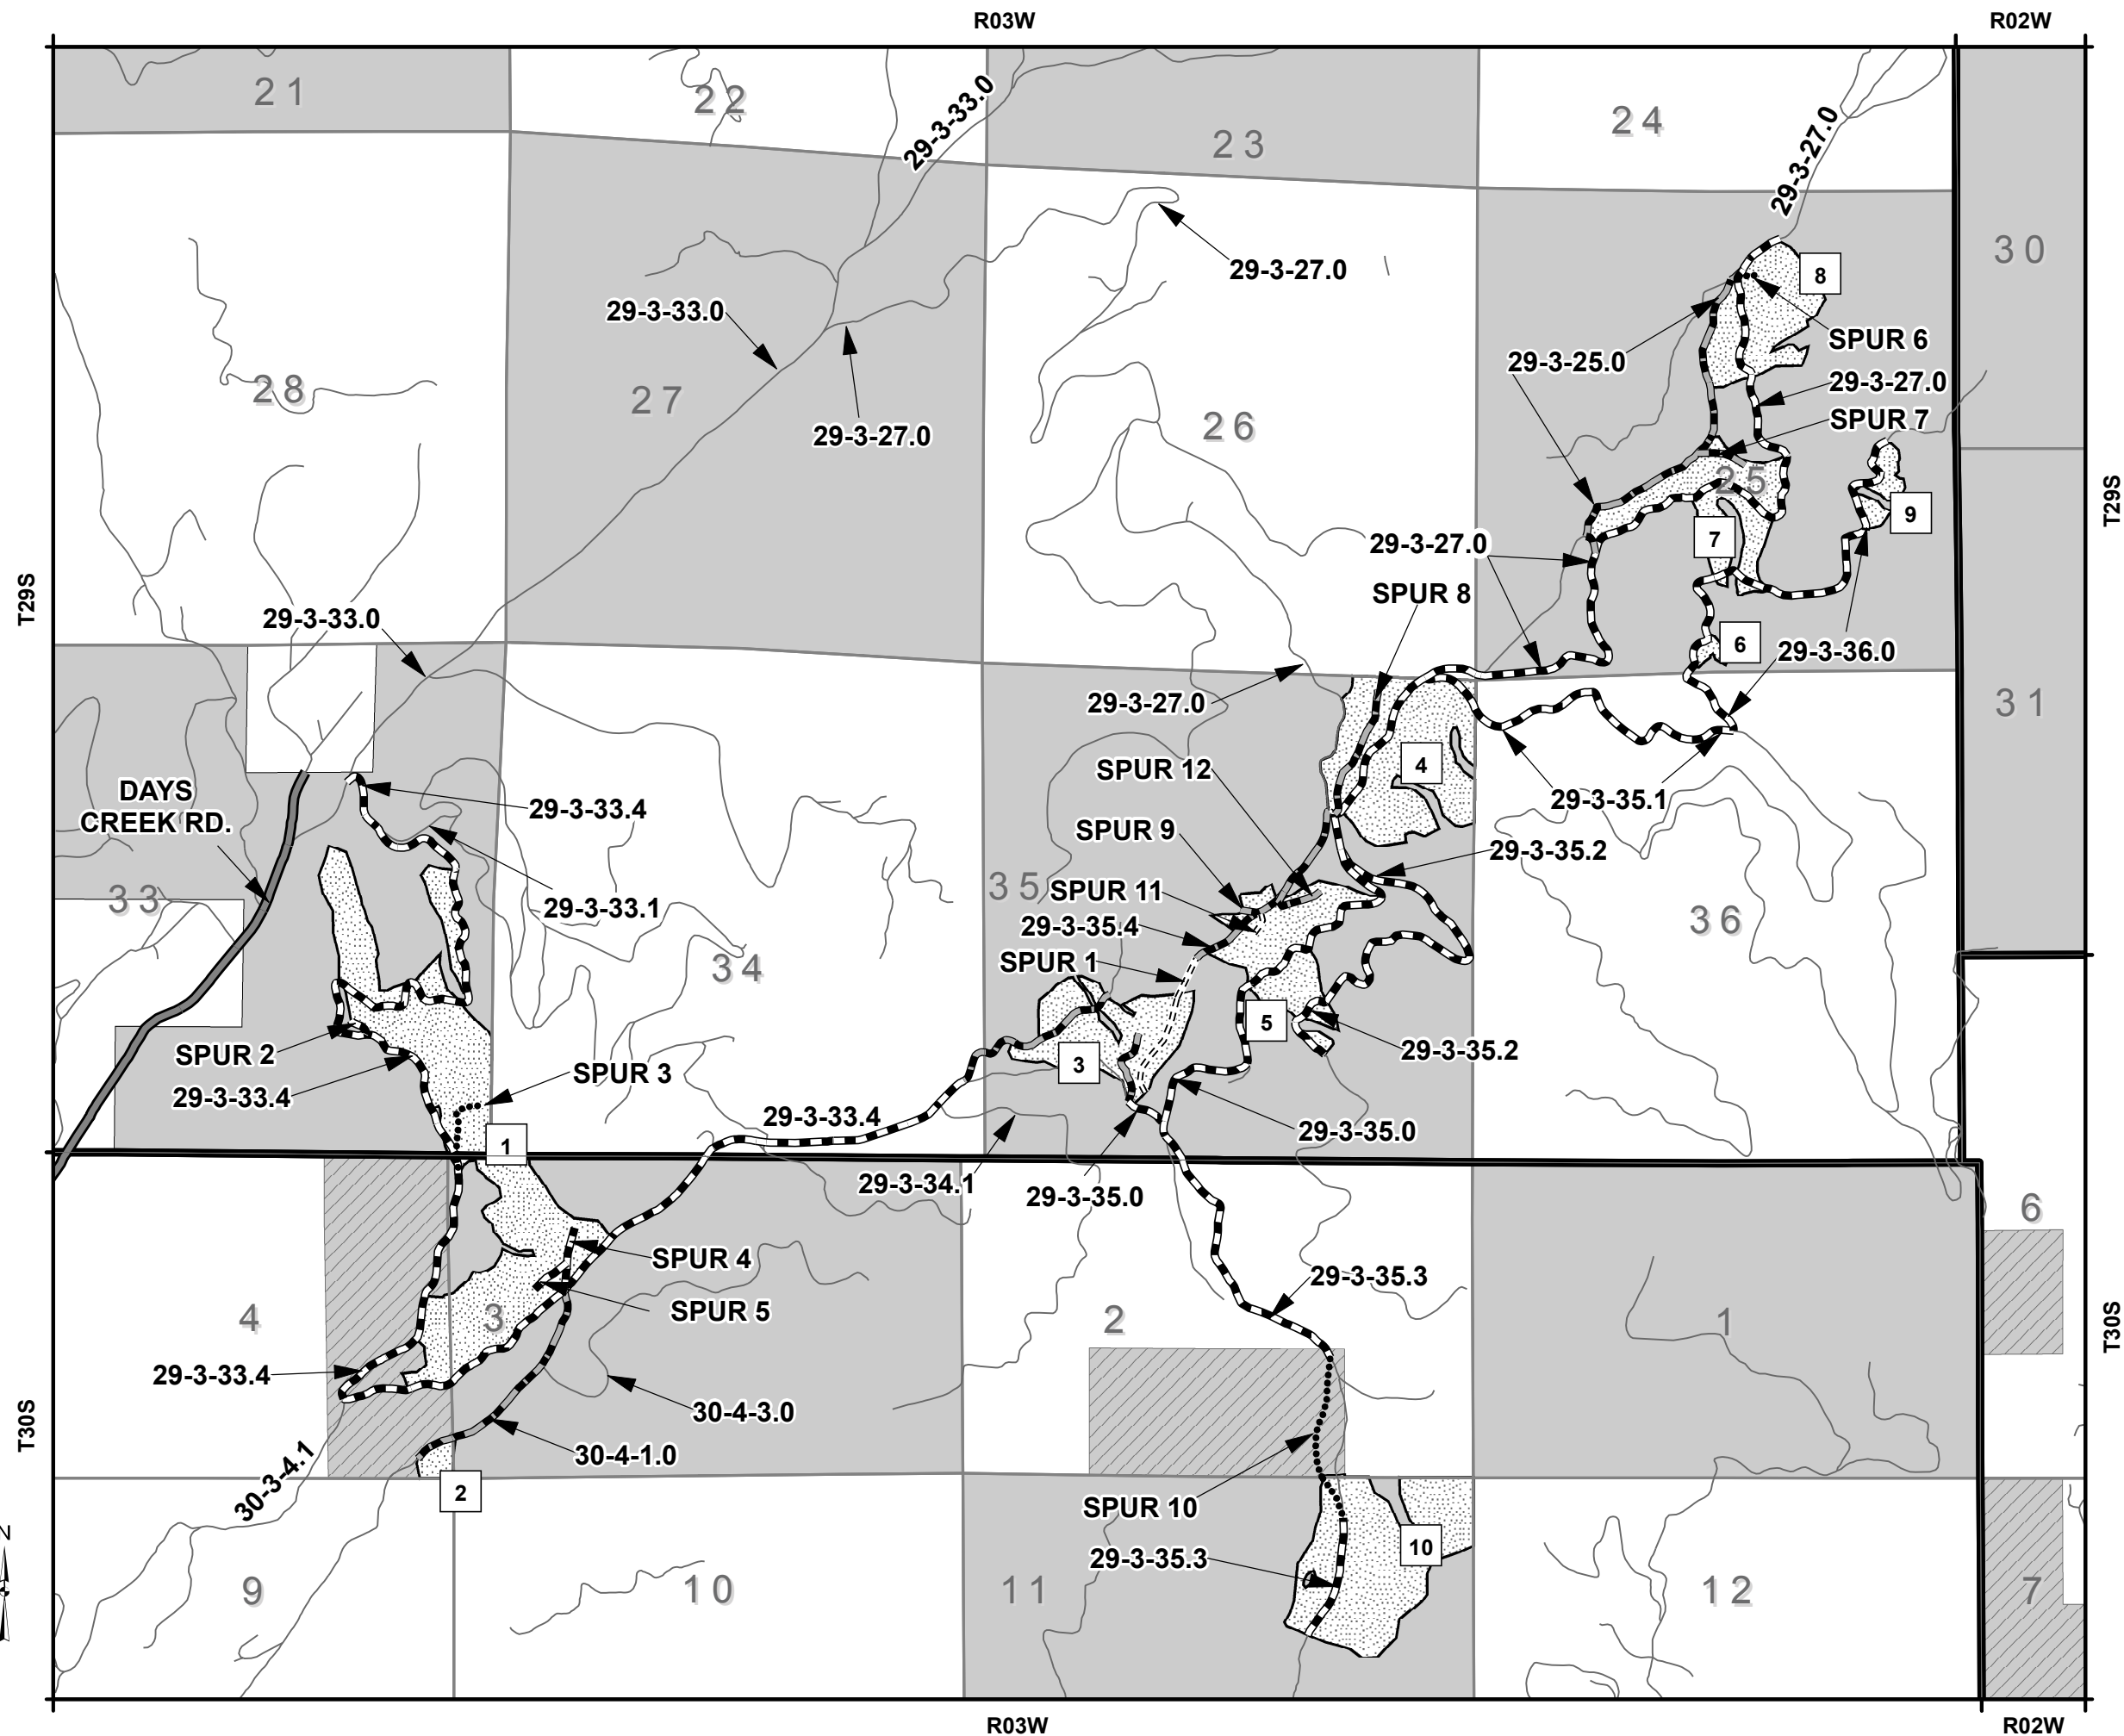 R03W
R02W
21
22
29-3-33.0
23
24
29-3-27.0
30
29-3-27.0
8
29-3-33.0
SPUR 6
29-3-25.0
28
27
29-3-27.0
SPUR 7
26
29-3-27.0
25
T29S
9
7
29-3-27.0
T29S
SPUR 8
29-3-33.0
6
29-3-36.0
29-3-27.0
31
4
SPUR 12
DAYS
CREEK RD.
29-3-33.4
29-3-35.1
SPUR 9
29-3-35.2
33
35
SPUR 11
29-3-33.1
36
29-3-35.4
34
SPUR 1
5
SPUR 2
29-3-35.2
3
SPUR 3
29-3-33.4
29-3-33.4
29-3-35.0
1
29-3-34.1
29-3-35.0
6
SPUR 4
29-3-35.3
SPUR 5
4
3
2
1
T30S
29-3-33.4
30-4-3.0
T30S
30-4-1.0
30-3-4.1
2
SPUR 10
N
10
29-3-35.3
9
10
11
12
7
R03W
R02W